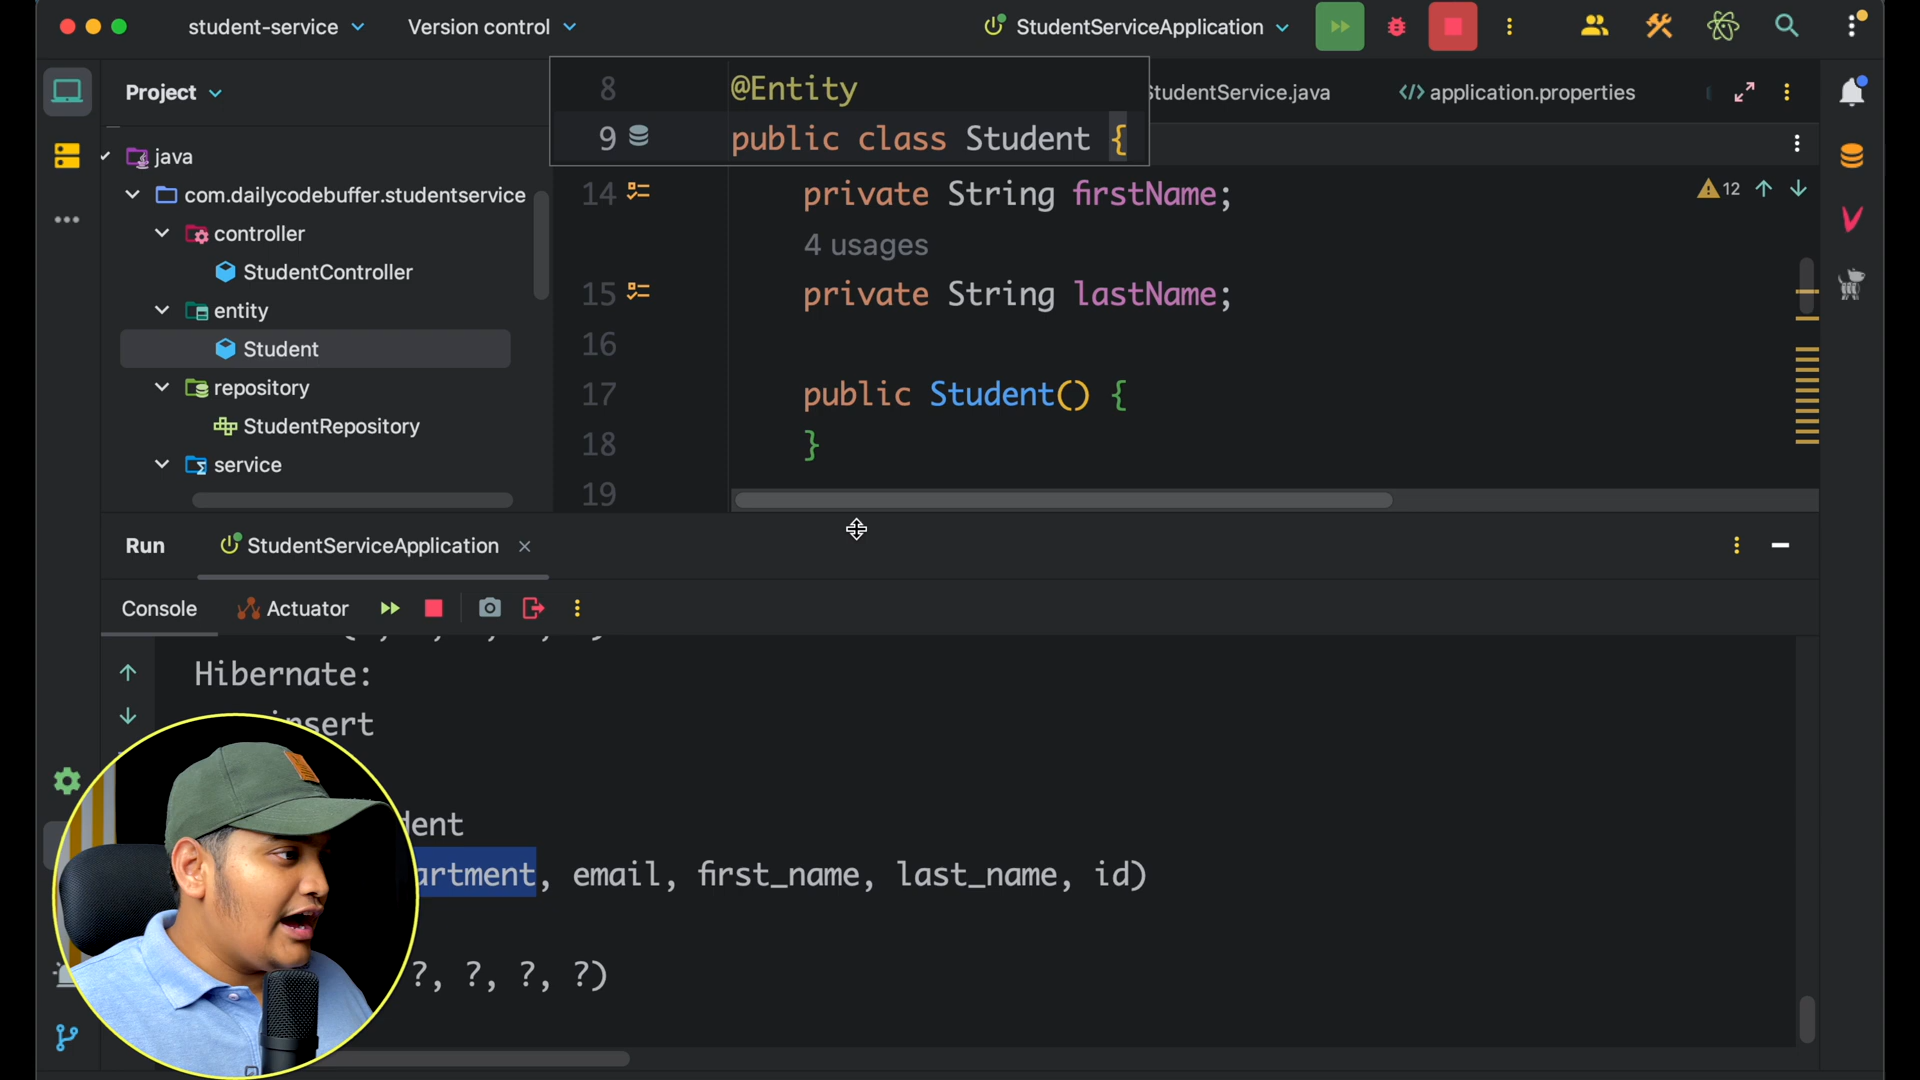 student-service
Version control
StudentServiceApplication
Project
StudentService.java
application.properties
java
com.dailycodebuffer.studentservice
controller
StudentController
entity
Student
repository
StudentRepository
service
8 @Entity
9 public class Student {
14 private String firstName;
4 usages
15 private String lastName;
16
17 public Student() {
18 }
19
12
Run
StudentServiceApplication
Console
Actuator
Hibernate:
insert
, email, first_name, last_name, id)
?, ?, ?, ?)